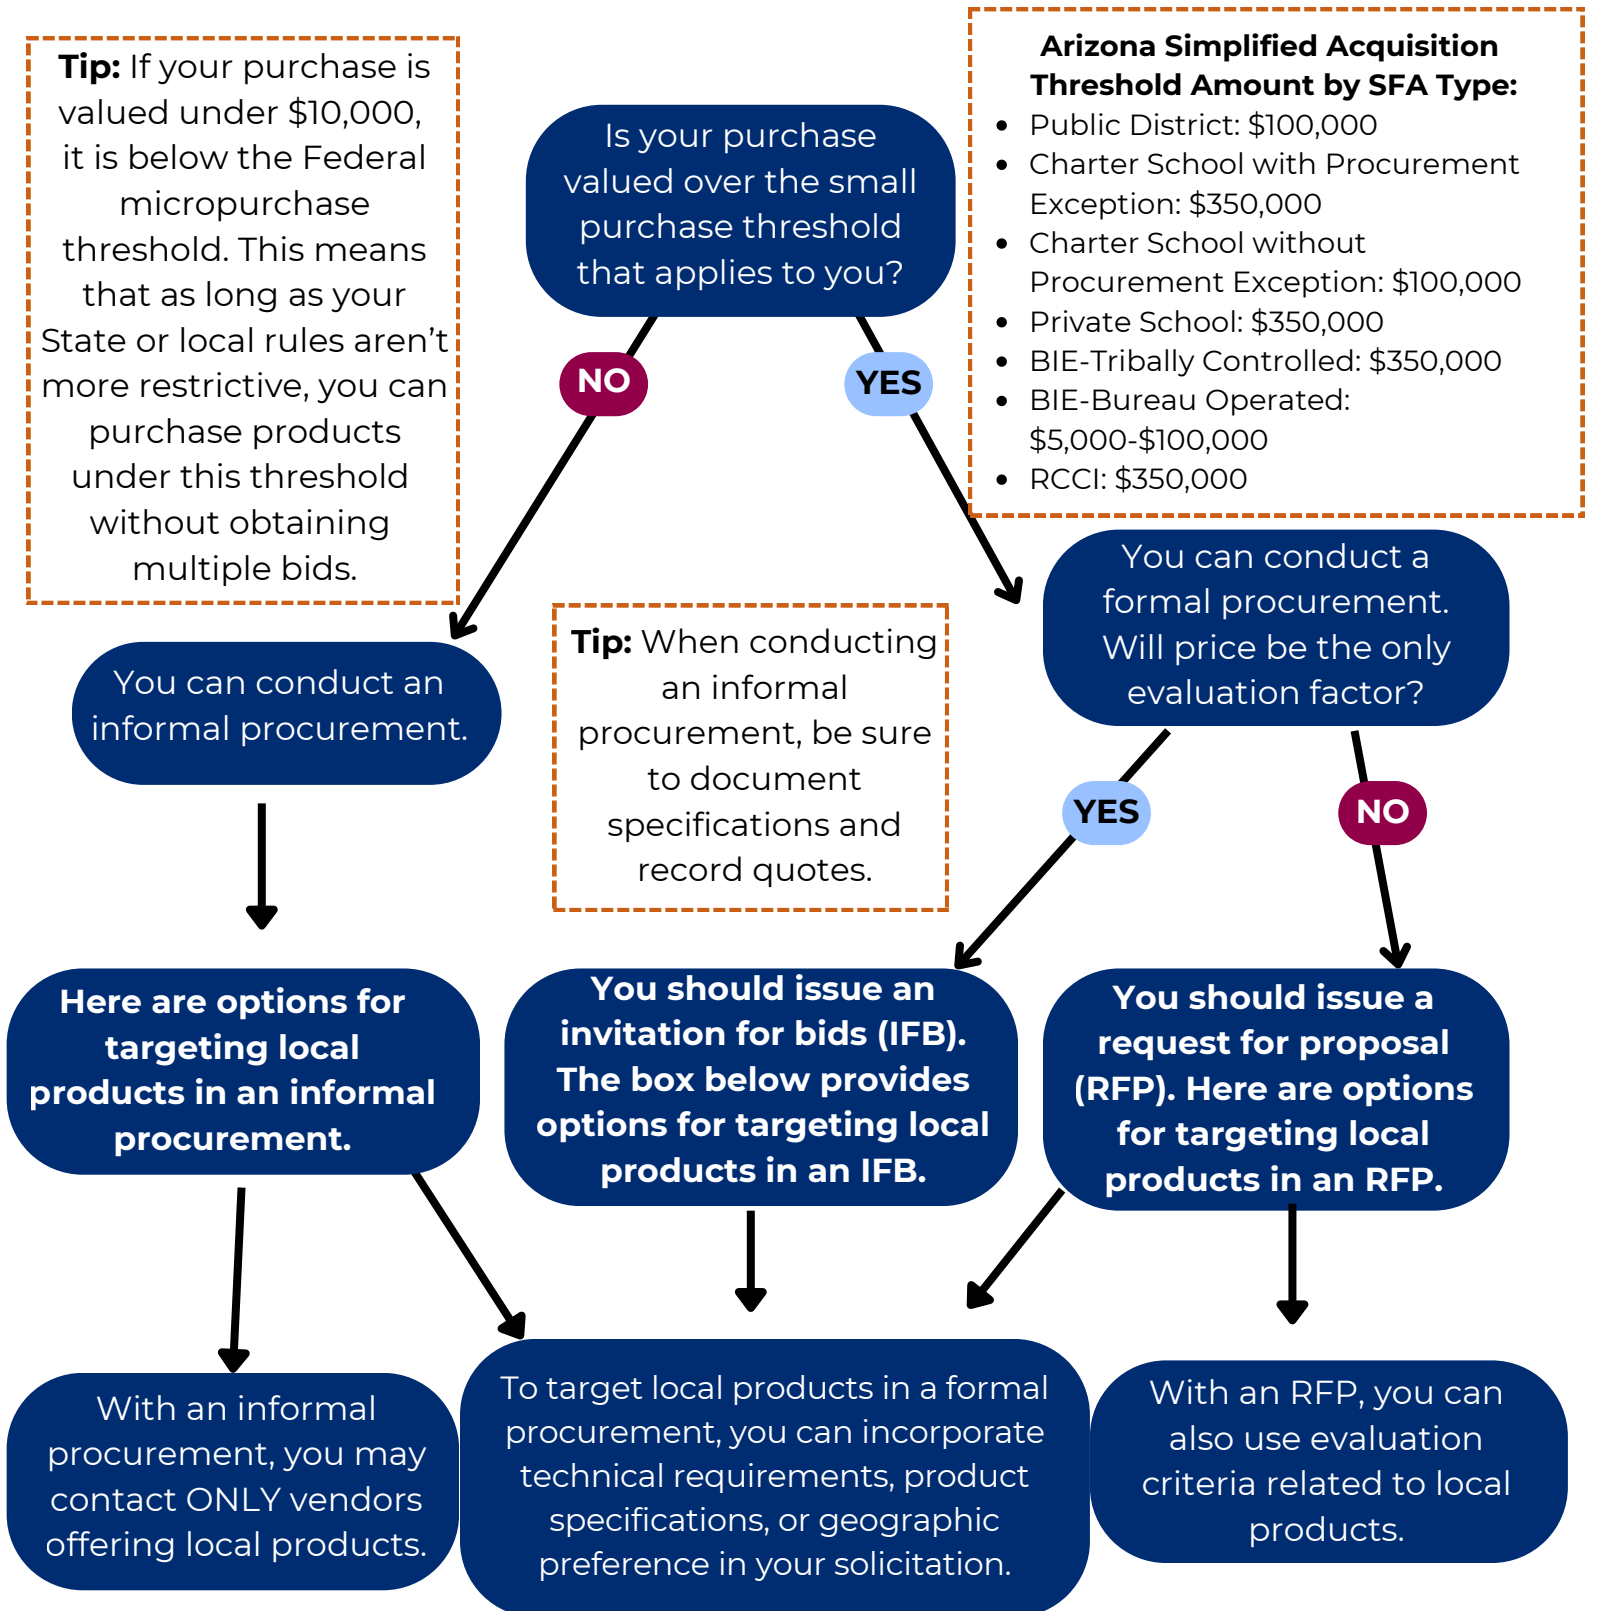 Tip: If your purchase is
valued under $10,000,
it is below the Federal
micropurchase
threshold. This means
that as long as your
State or local rules aren’t
more restrictive, you can
purchase products
under this threshold
without obtaining
multiple bids.
Is your purchase
valued over the small
purchase threshold
that applies to you?
Arizona Simplified Acquisition
Threshold Amount by SFA Type:
• Public District: $100,000
• Charter School with Procurement
Exception: $350,000
• Charter School without
Procurement Exception: $100,000
• Private School: $350,000
• BIE-Tribally Controlled: $350,000
• BIE-Bureau Operated:
$5,000-$100,000
• RCCI: $350,000
NO
YES
You can conduct an
informal procurement.
Tip: When conducting
an informal
procurement, be sure
to document
specifications and
record quotes.
You can conduct a
formal procurement.
Will price be the only
evaluation factor?
YES
NO
Here are options for
targeting local
products in an informal
procurement.
You should issue an
invitation for bids (IFB).
The box below provides
options for targeting local
products in an IFB.
You should issue a
request for proposal
(RFP). Here are options
for targeting local
products in an RFP.
With an informal
procurement, you may
contact ONLY vendors
offering local products.
To target local products in a formal
procurement, you can incorporate
technical requirements, product
specifications, or geographic
preference in your solicitation.
With an RFP, you can
also use evaluation
criteria related to local
products.